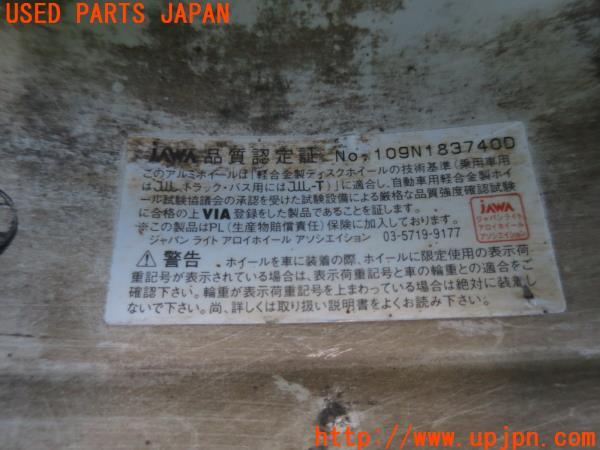 USED PARTS JAPAN
JAWA 品質認定証 No. 109N183740D
このアルミホイールは「軽合金製ディスクホイールの技術基準(乗用車用
はJWL、トラック・バス用にはJWL-T)」に適合し、自動車用軽合金製ホイ
ール試験協議会の承認を受けた試験設備による厳格な品質強度確認試験
に合格の上VIA登録をした製品であることを証します。
※この製品はPL(生産物賠償責任)保険に加入しております。
ジャパン ライト アロイホイール アソシエイション 03-5719-9177
JAWA
ジャパンライト
アロイホイール
アソシエイション
⚠警告 ホイールを車に装着の際、ホイールに限定使用の表示荷
重記号が表示されている場合は、表示荷重記号と車の輪重との適合をご
確認下さい。輪重が表示荷重記号を上まわっている場合は絶対に装着し
ないで下さい。尚、詳しくは取り扱い説明書をよくお読み下さい。
http://www.upjpn.com/